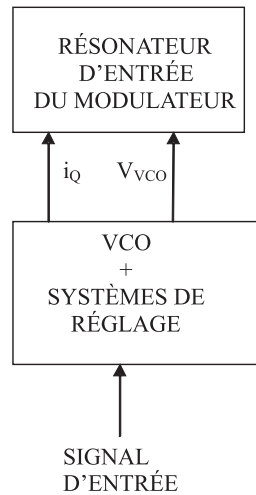 RÉSONATEUR
D'ENTRÉE
DU MODULATEUR
iQ VVCO
VCO
+
SYSTÈMES DE
RÉGLAGE
SIGNAL
D'ENTRÉE